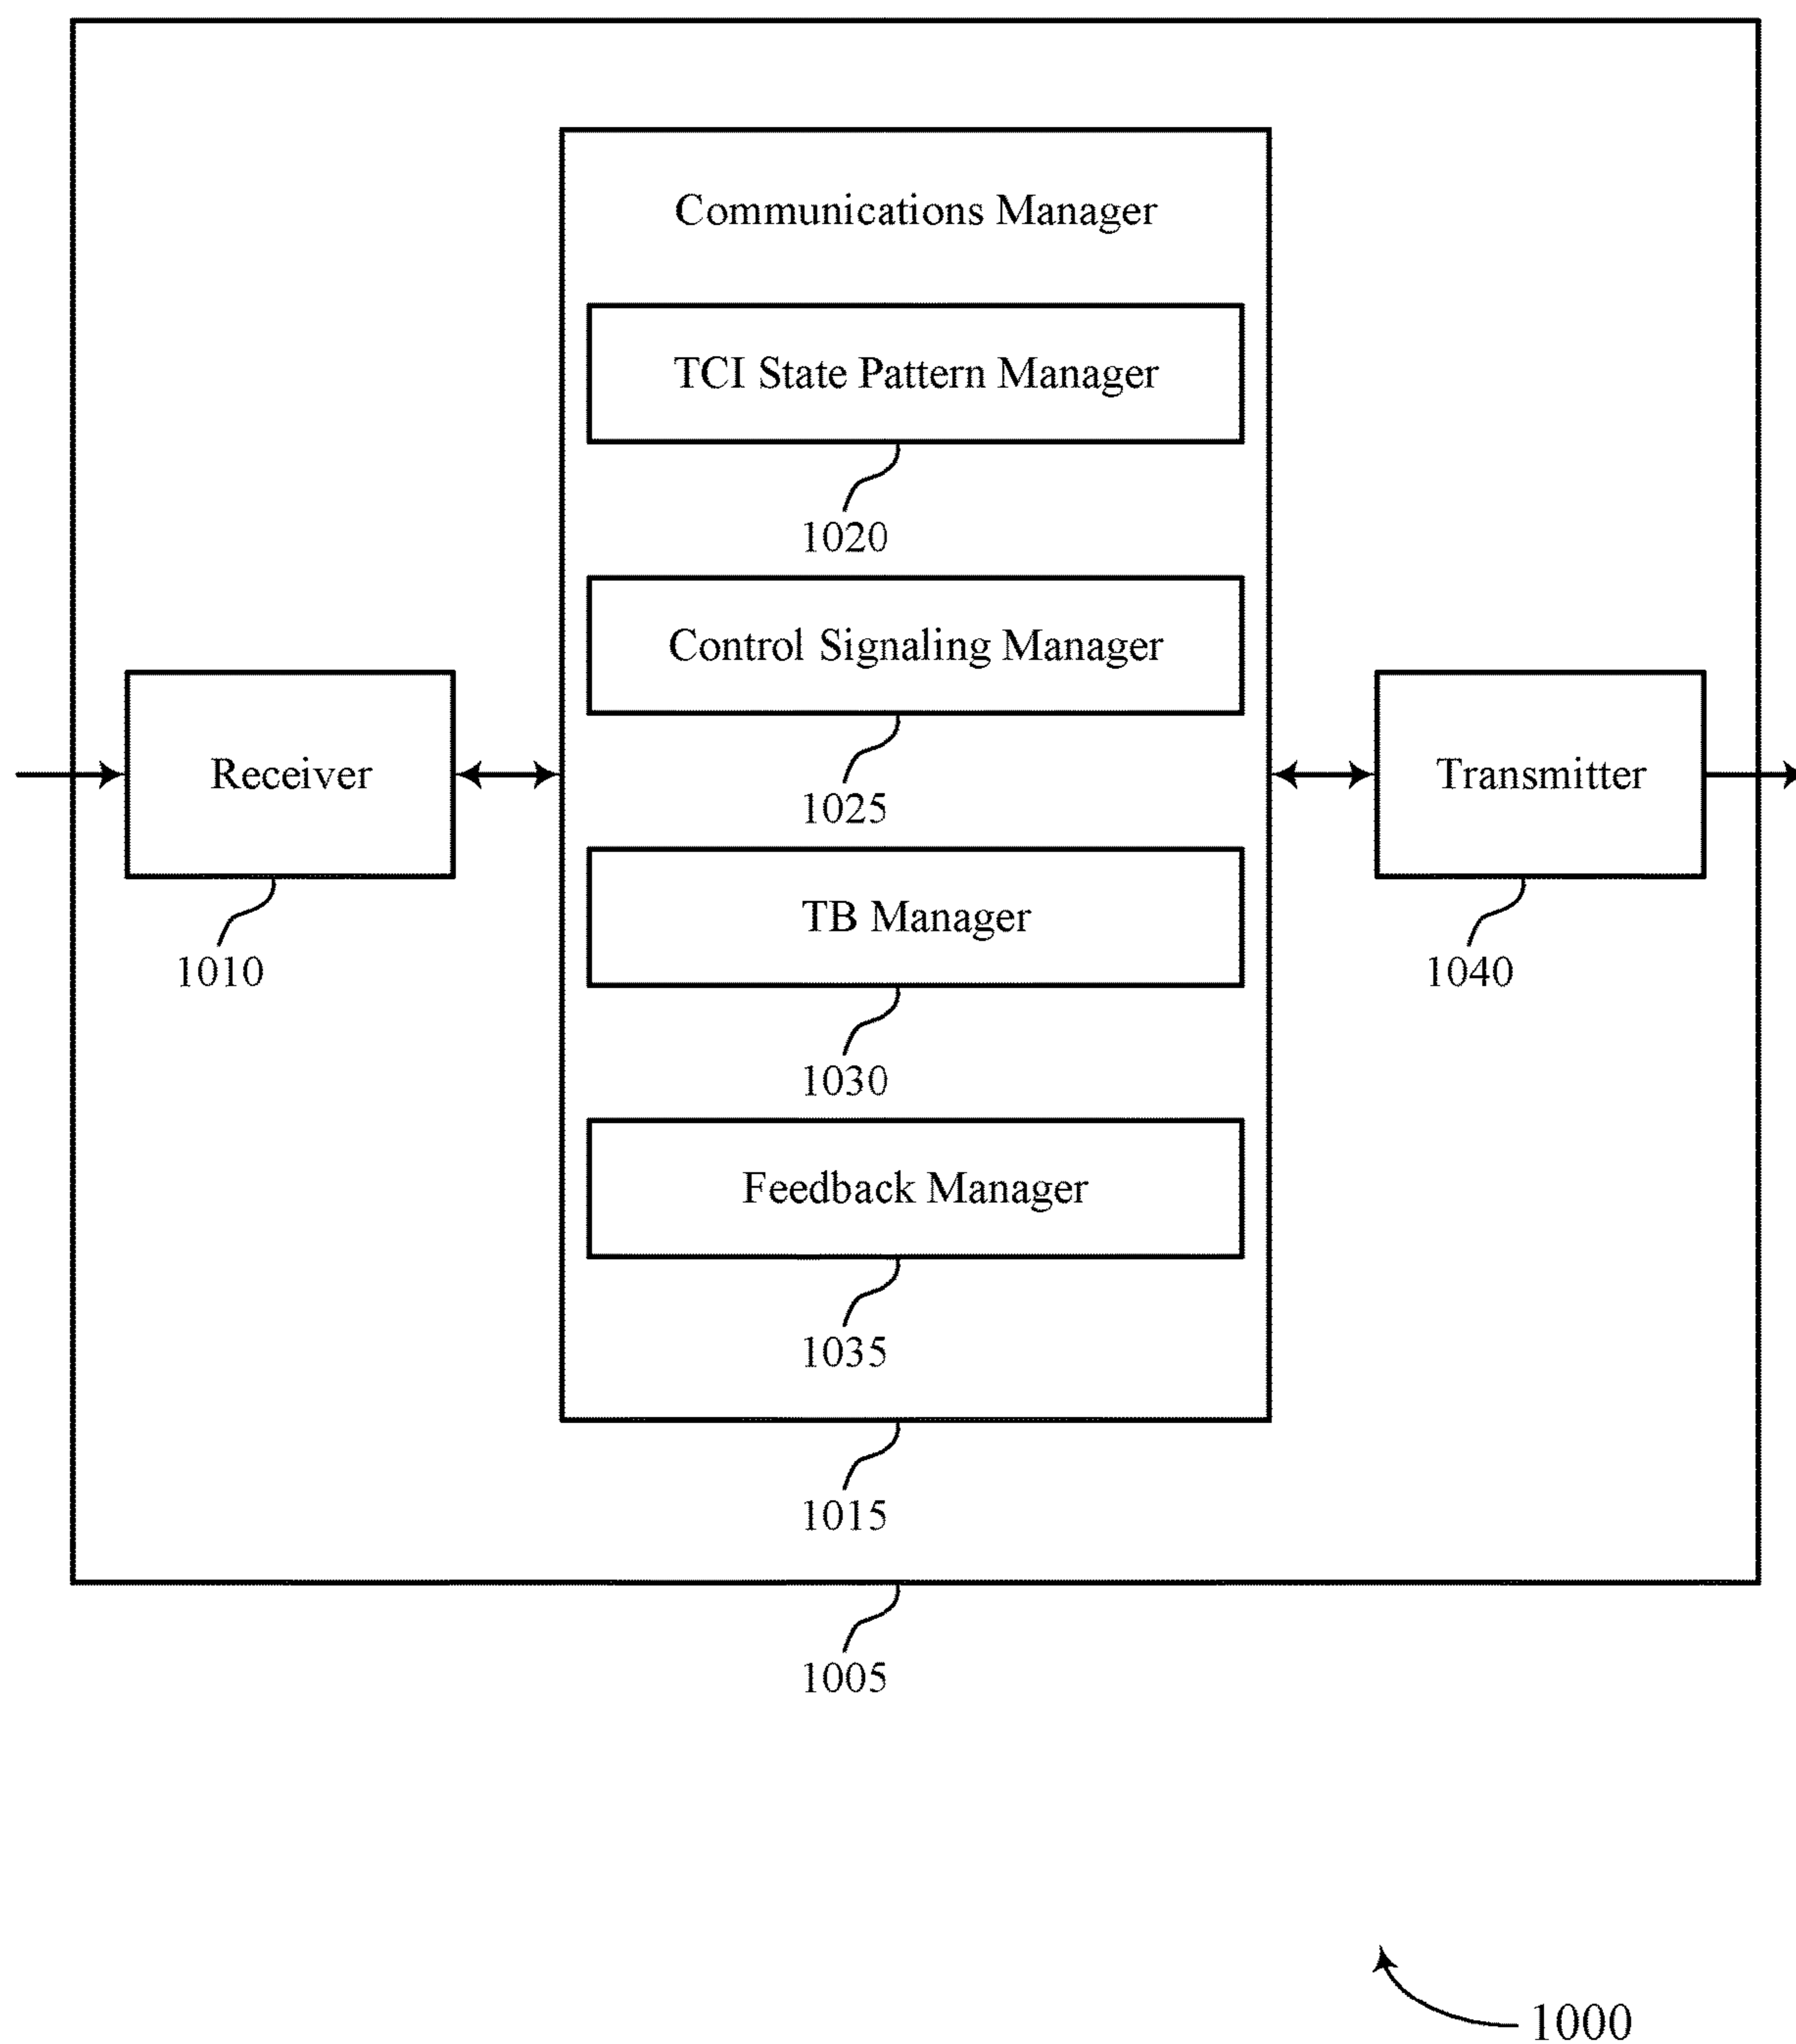 Communications Manager
TCI State Pattern Manager
1020
Control Signaling Manager
Receiver
Transmitter
1025
TB Manager
1010
1040
1030
Feedback Manager
1035
1015
1005
1000